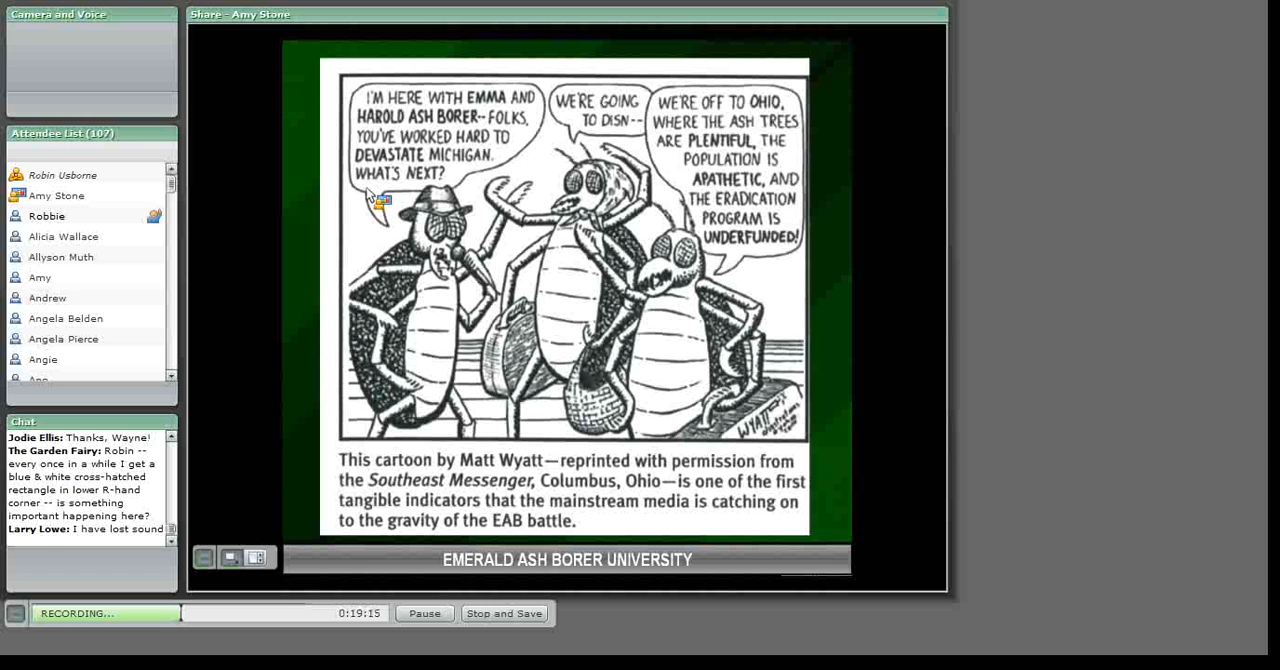 Camera and Voice
Share - Amy Stone
Attendee List (107)
Robin Usborne
Amy Stone
Robbie
Alicia Wallace
Allyson Muth
Amy
Andrew
Angela Belden
Angela Pierce
Angie
Chat
Jodie Ellis: Thanks, Wayne!
The Garden Fairy: Robin --
every once in a while I get a
blue & white cross-hatched
rectangle in lower R-hand
corner -- is something
important happening here?
Larry Lowe: I have lost sound
I'M HERE WITH EMMA AND
HAROLD ASH BORER--FOLKS,
YOU'VE WORKED HARD TO
DEVASTATE MICHIGAN.
WHAT'S NEXT?
WE'RE GOING
TO DISN--
WE'RE OFF TO OHIO,
WHERE THE ASH TREES
ARE PLENTIFUL, THE
POPULATION IS
APATHETIC, AND
THE ERADICATION
PROGRAM IS
UNDERFUNDED!
WYATT
This cartoon by Matt Wyatt—reprinted with permission from
the Southeast Messenger, Columbus, Ohio—is one of the first
tangible indicators that the mainstream media is catching on
to the gravity of the EAB battle.
EMERALD ASH BORER UNIVERSITY
RECORDING...
0:19:15
Pause
Stop and Save